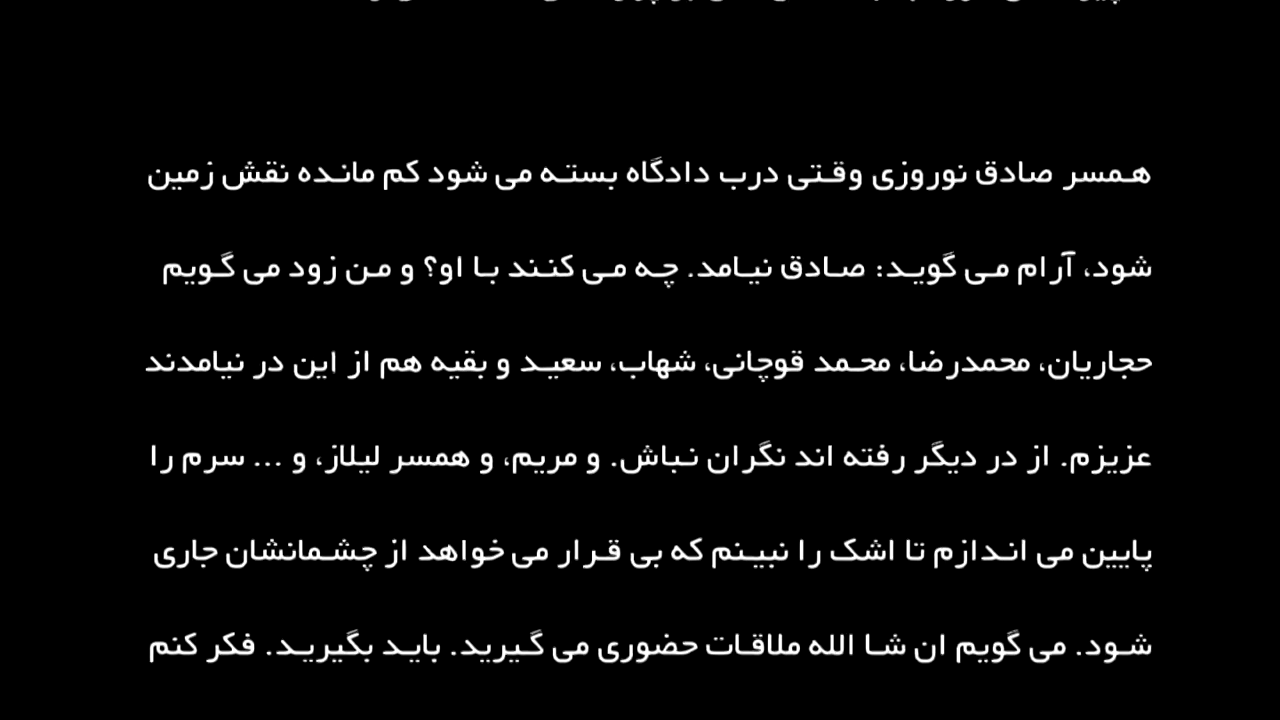 همسر صادق نوروزی وقتی درب دادگاه بسته می شود کم مانده نقش زمین
شود، آرام می گوید: صادق نیامد. چه می کنند با او؟ و من زود می گویم
حجاریان، محمدرضا، محمد قوچانی، شهاب، سعید و بقیه هم از این در نیامدند
عزیزم. از در دیگر رفته اند نگران نباش. و مریم، و همسر لیلاز، و ... سرم را
پایین می اندازم تا اشک را نبینم که بی قرار می خواهد از چشمانشان جاری
شود. می گویم ان شا الله ملاقات حضوری می گیرید. باید بگیرید. فکر کنم